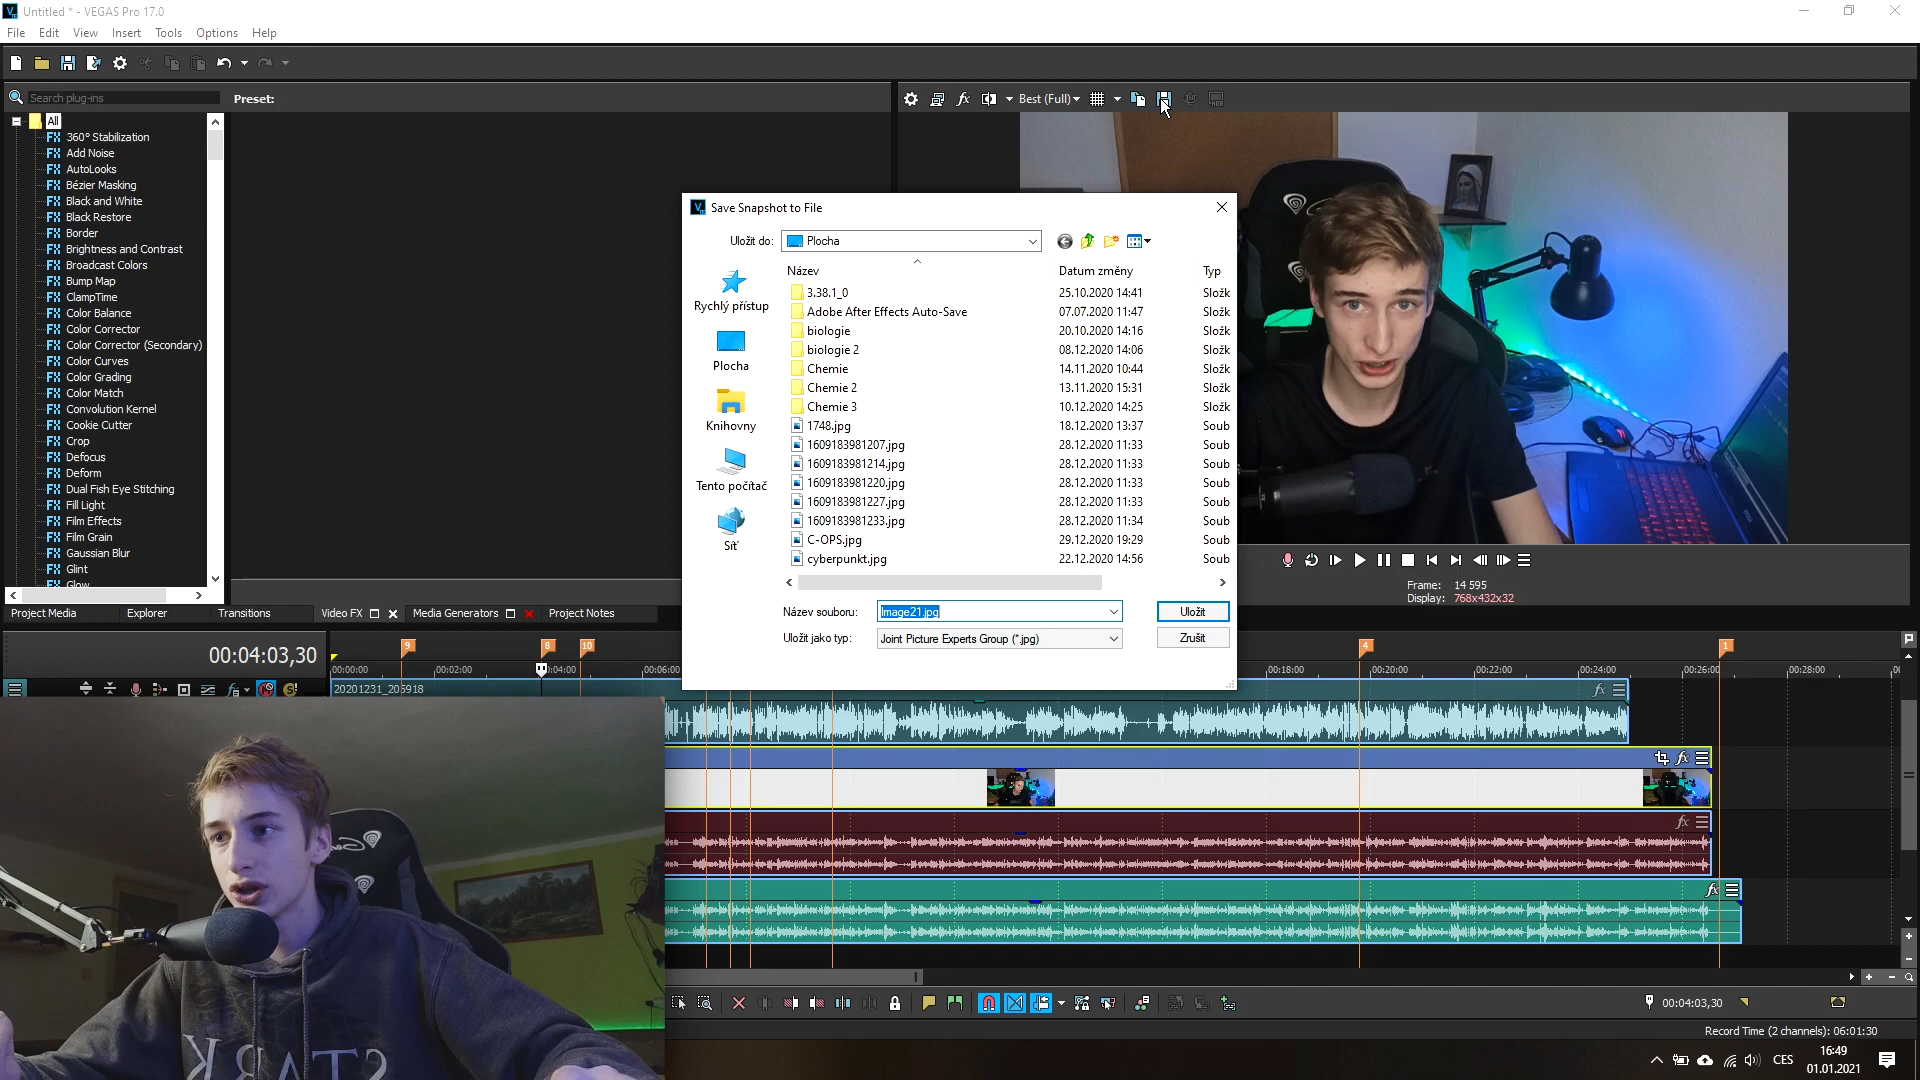 Untitled * - VEGAS Pro 17.0
File Edit View Insert Tools Options Help
Search plug-ins
Preset:
Best (Full)
All
360° Stabilization
Add Noise
AutoLooks
Bézier Masking
Black and White
Black Restore
Border
Brightness and Contrast
Broadcast Colors
Bump Map
ClampTime
Color Balance
Color Corrector
Color Corrector (Secondary)
Color Curves
Color Grading
Color Match
Convolution Kernel
Cookie Cutter
Crop
Defocus
Deform
Dual Fish Eye Stitching
Fill Light
Film Effects
Film Grain
Gaussian Blur
Glint
Glow
Save Snapshot to File
Uložit do: Plocha
Rychlý přístup
Plocha
Knihovny
Tento počítač
Síť
Název Datum změny Typ
3.38.1_0 25.10.2020 14:41 Složk
Adobe After Effects Auto-Save 07.07.2020 11:47 Složk
biologie 20.10.2020 14:16 Složk
biologie 2 08.12.2020 14:06 Složk
Chemie 14.11.2020 10:44 Složk
Chemie 2 13.11.2020 15:31 Složk
Chemie 3 10.12.2020 14:25 Složk
1748.jpg 18.12.2020 13:37 Soub
1609183981207.jpg 28.12.2020 11:33 Soub
1609183981214.jpg 28.12.2020 11:33 Soub
1609183981220.jpg 28.12.2020 11:33 Soub
1609183981227.jpg 28.12.2020 11:33 Soub
1609183981233.jpg 28.12.2020 11:34 Soub
C-OPS.jpg 29.12.2020 19:29 Soub
cyberpunkt.jpg 22.12.2020 14:56 Soub
Název souboru: Image21.jpg Uložit
Uložit jako typ: Joint Picture Experts Group (*.jpg) Zrušit
Frame: 14 595
Display: 768x432x32
Project Media Explorer Transitions Video FX Media Generators Project Notes
00:04:03,30
9 8 10 4 1
00:00:00 00:02:00 :04:00 00:06:00 00:18:00 00:20:00 00:22:00 00:24:00 00:26:00 00:28:00
20201231_205918
STARK
00:04:03,30
Record Time (2 channels): 06:01:30
CES
16:49
01.01.2021